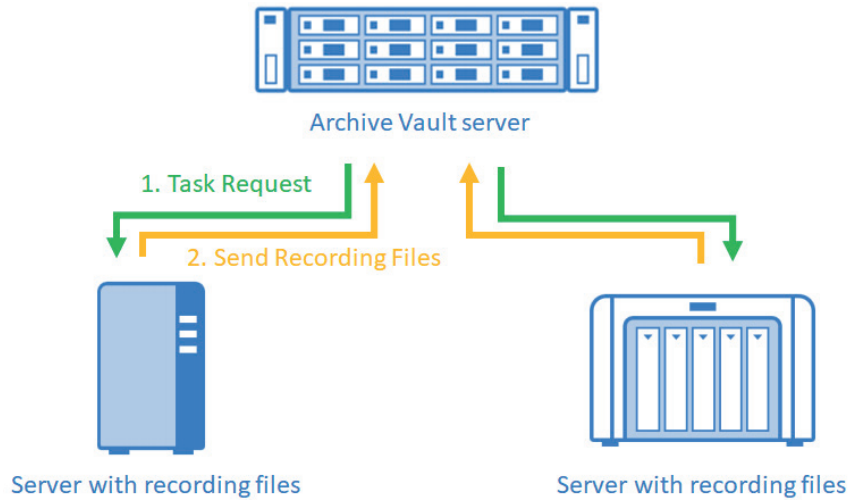 Archive Vault server
1. Task Request
2. Send Recording Files
Server with recording files
Server with recording files